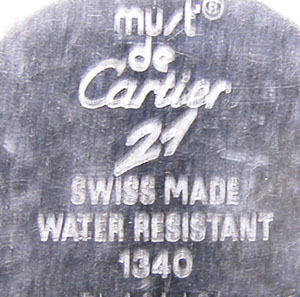 must®
de
Cartier
21
SWISS MADE
WATER RESISTANT
1340